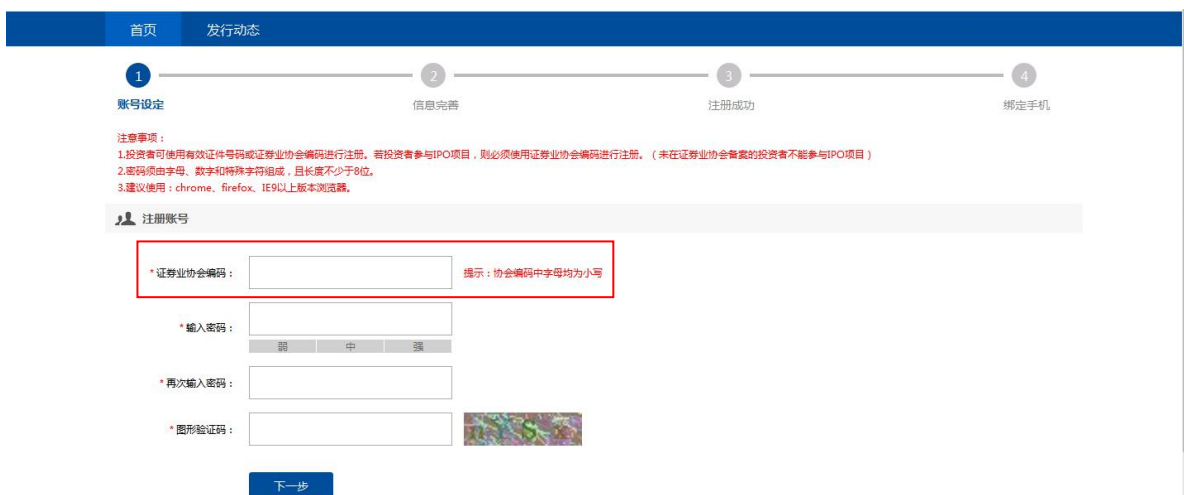 首页 发行动态
1 2 3 4
账号设定 信息完善 注册成功 绑定手机
注意事项：
1.投资者可使用有效证件号码或证券业协会编码进行注册。若投资者参与IPO项目，则必须使用证券业协会编码进行注册。（未在证券业协会备案的投资者不能参与IPO项目）
2.密码须由字母、数字和特殊字符组成，且长度不少于8位。
3.建议使用：chrome、firefox、IE9以上版本浏览器。
注册账号
*证券业协会编码： 提示：协会编码中字母均为小写
*输入密码：
弱 中 强
*再次输入密码：
*图形验证码：
下一步